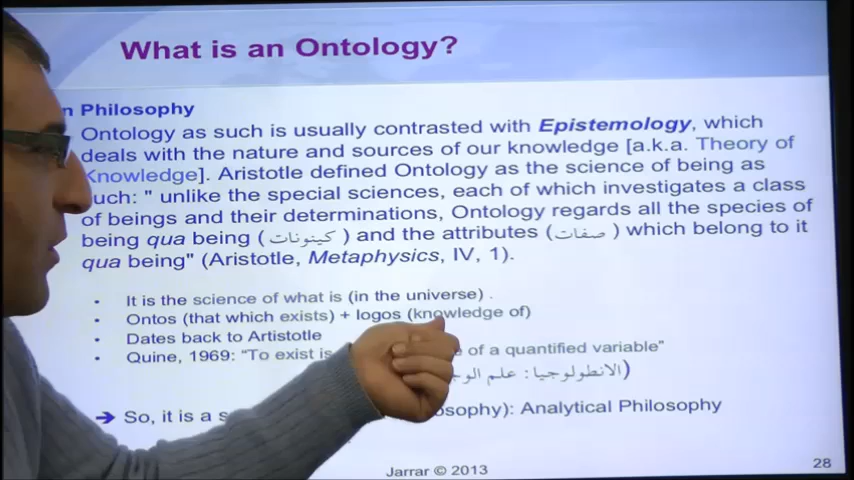 What is an Ontology?
n Philosophy
Ontology as such is usually contrasted with Epistemology, which
deals with the nature and sources of our knowledge [a.k.a. Theory of
Knowledge]. Aristotle defined Ontology as the science of being as
such: " unlike the special sciences, each of which investigates a class
of beings and their determinations, Ontology regards all the species of
being qua being (كينونات) and the attributes (صفات) which belong to it
qua being" (Aristotle, Metaphysics, IV, 1).
• It is the science of what is (in the universe) .
• Ontos (that which exists) + logos (knowledge of)
• Dates back to Artistotle
• Quine, 1969: "To exist is of a quantified variable"
(الانطولوجيا: علم
➔ So, it is a osophy): Analytical Philosophy
Jarrar © 2013
28